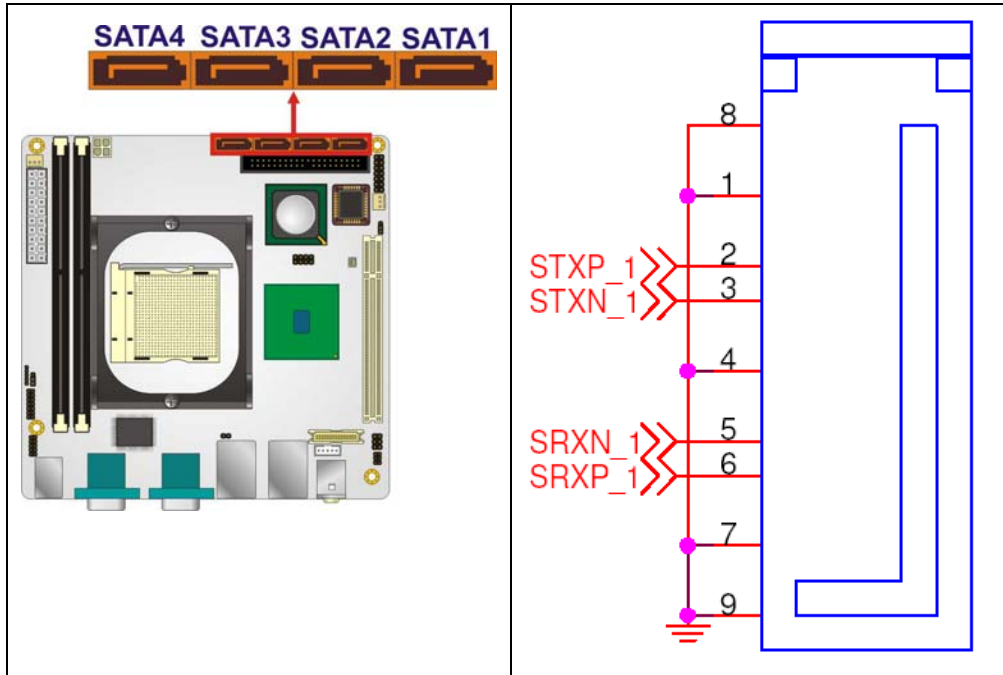 SATA4 SATA3 SATA2 SATA1
8
1
STXP_1 2
STXN_1 3
4
SRXN_1 5
SRXP_1 6
7
9